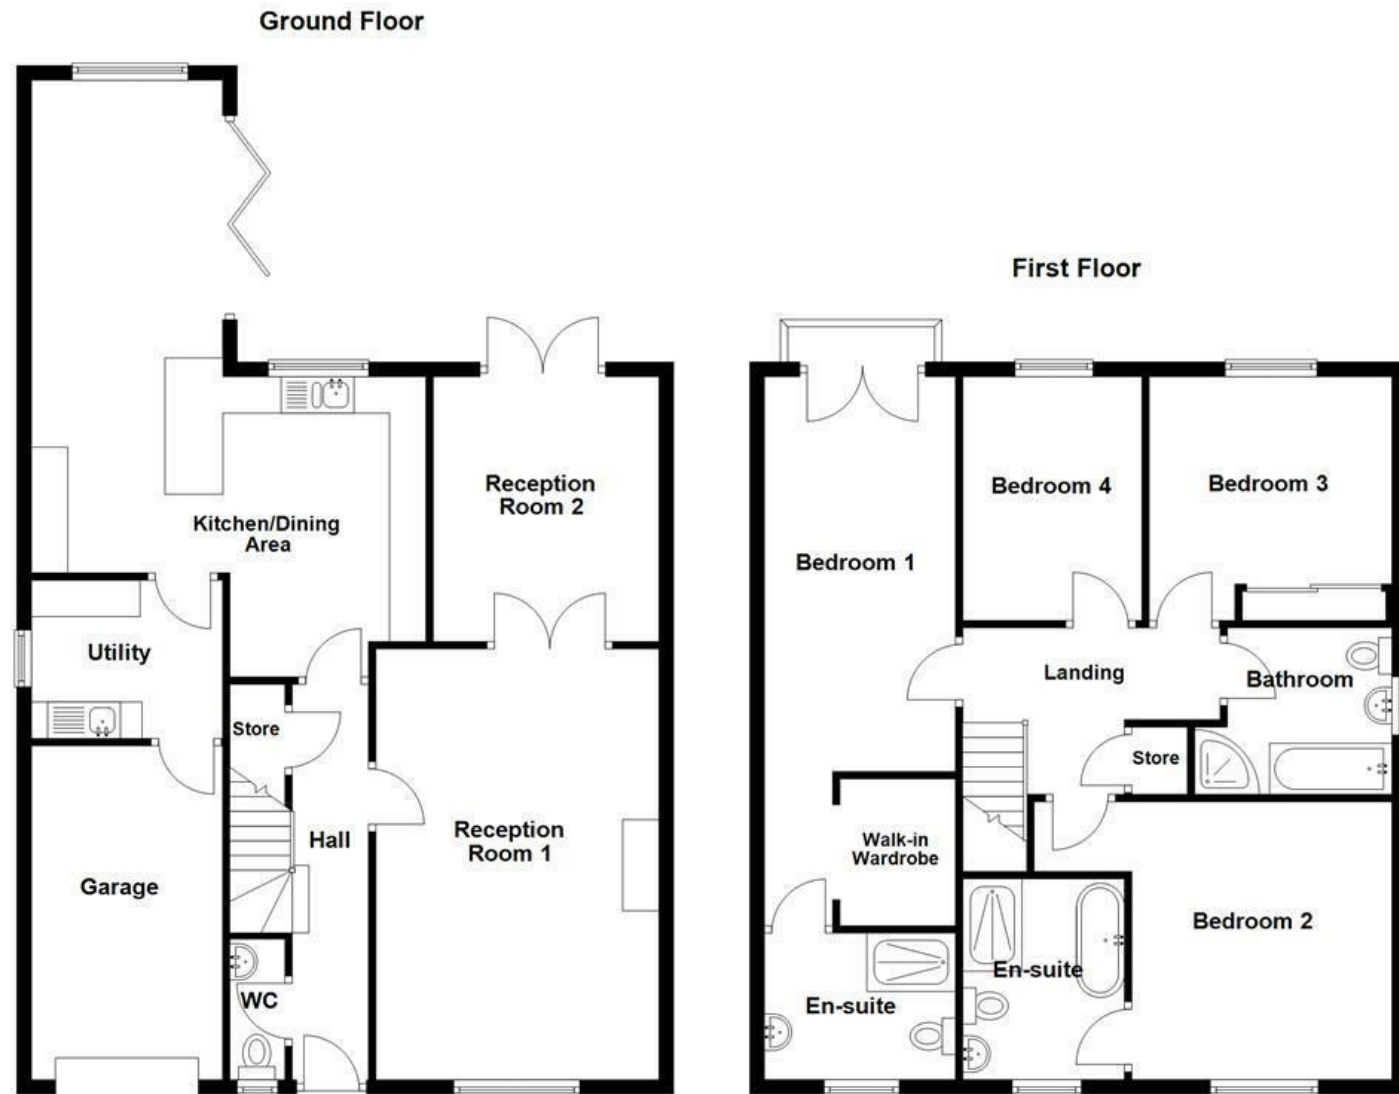 Ground Floor
Kitchen/Dining
Area
Reception
Room 2
Utility
Store
Hall
Reception
Room 1
Garage
WC
First Floor
Bedroom 1
Bedroom 4
Bedroom 3
Landing
Bathroom
Store
Walk-in
Wardrobe
Bedroom 2
En-suite
En-suite